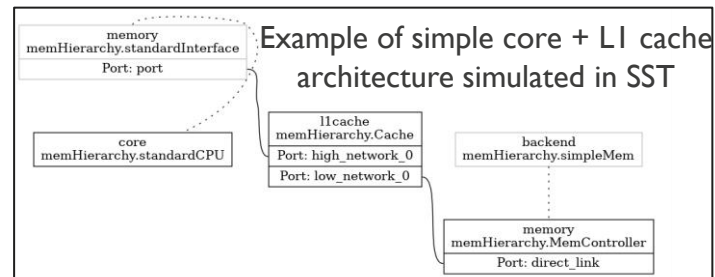 memory
memHierarchy.standardInterface
Port: port
Example of simple core + L1 cache
architecture simulated in SST
core
memHierarchy.standardCPU
l1cache
memHierarchy.Cache
Port: high_network_0
Port: low_network_0
backend
memHierarchy.simpleMem
memory
memHierarchy.MemController
Port: direct_link